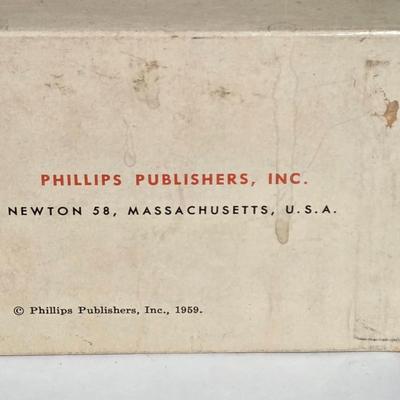 PHILLIPS PUBLISHERS, INC.
NEWTON 58, MASSACHUSETTS, U.S.A.
© Phillips Publishers, Inc., 1959.